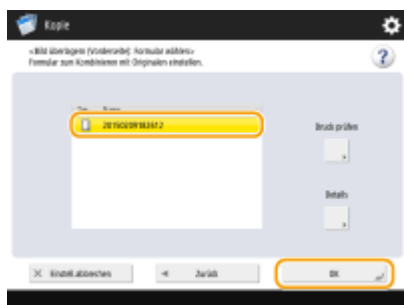 Kopie
<Bild überlagern (Vorderseite): Formular wählen>
Formular zum Kombinieren mit Originalen einstellen.
?
Typ Name
20150209182612
Druck prüfen
Details
Einstell. abbrechen
Zurück
OK